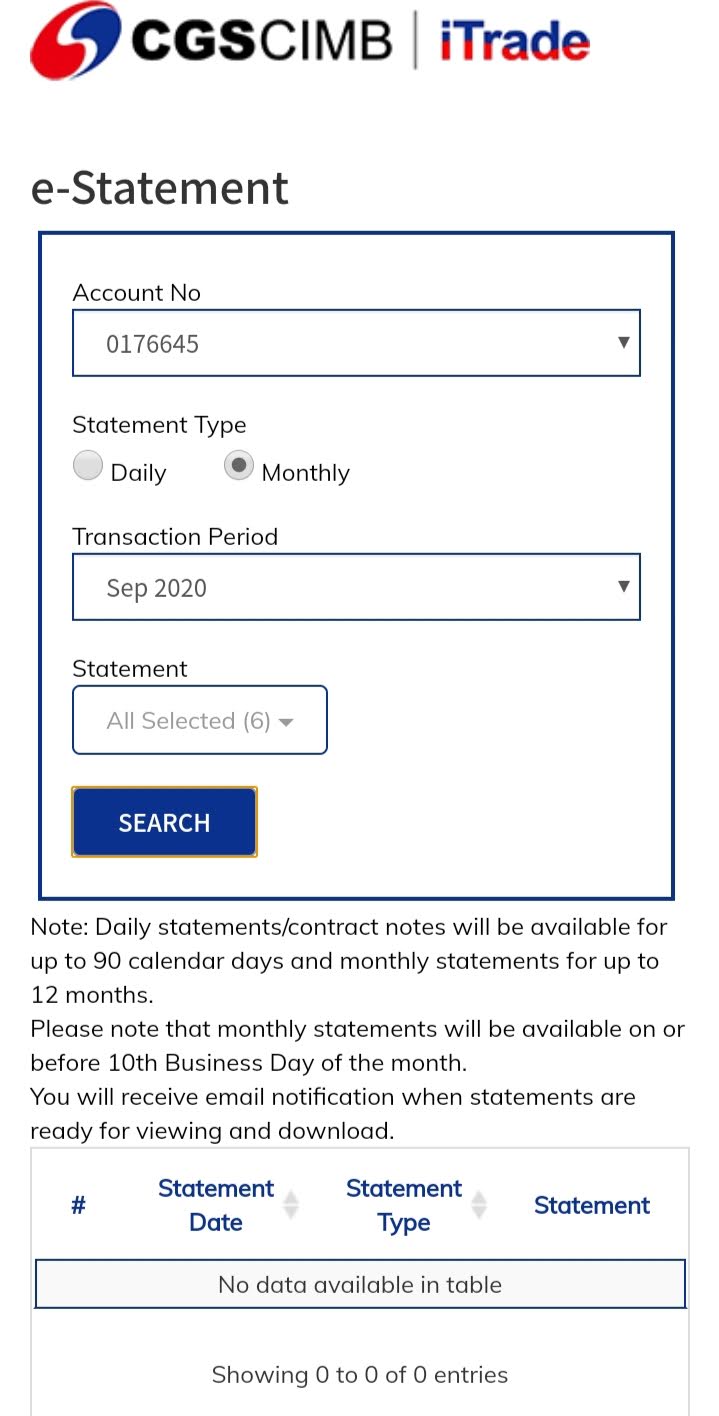 CGSCIMB | iTrade
e-Statement
Account No
0176645
Statement Type
Daily Monthly
Transaction Period
Sep 2020
Statement
All Selected (6)
SEARCH
Note: Daily statements/contract notes will be available for
up to 90 calendar days and monthly statements for up to
12 months.
Please note that monthly statements will be available on or
before 10th Business Day of the month.
You will receive email notification when statements are
ready for viewing and download.
# Statement Date Statement Type Statement
No data available in table
Showing 0 to 0 of 0 entries